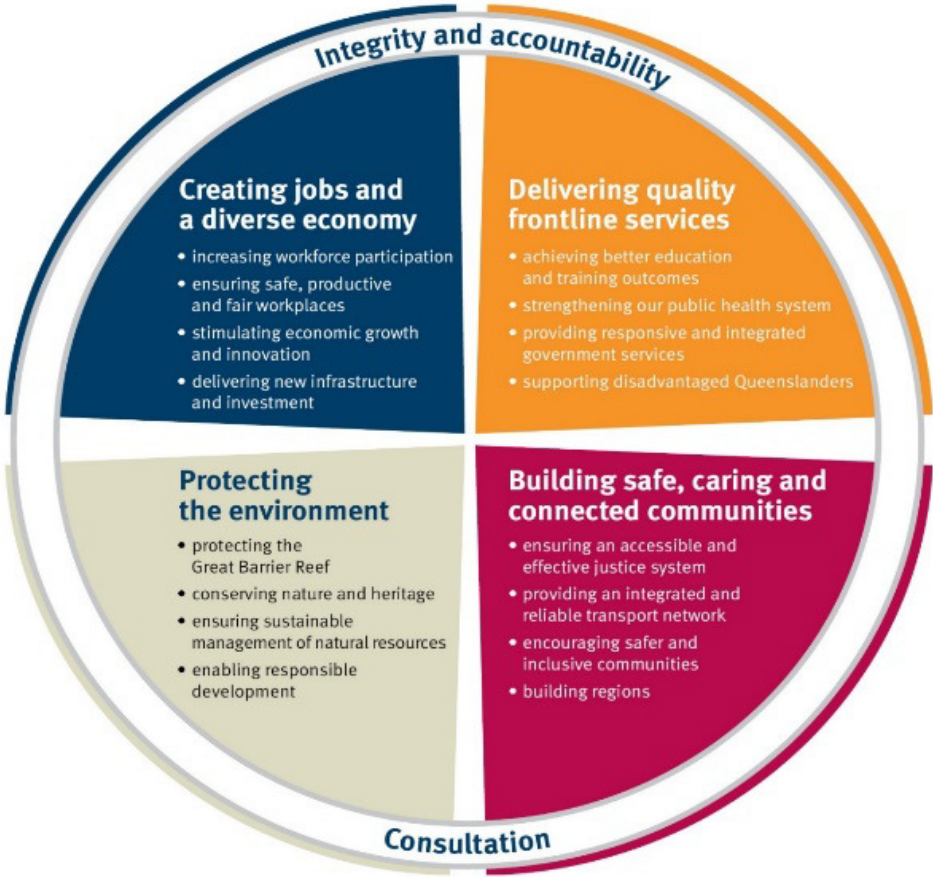 Integrity and accountability
Creating jobs and
a diverse economy
• increasing workforce participation
• ensuring safe, productive
and fair workplaces
• stimulating economic growth
and innovation
• delivering new infrastructure
and investment
Delivering quality
frontline services
• achieving better education
and training outcomes
• strengthening our public health system
• providing responsive and integrated
government services
• supporting disadvantaged Queenslanders
Protecting
the environment
• protecting the
Great Barrier Reef
• conserving nature and heritage
• ensuring sustainable
management of natural resources
• enabling responsible
development
Building safe, caring and
connected communities
• ensuring an accessible and
effective justice system
• providing an integrated and
reliable transport network
• encouraging safer and
inclusive communities
• building regions
Consultation